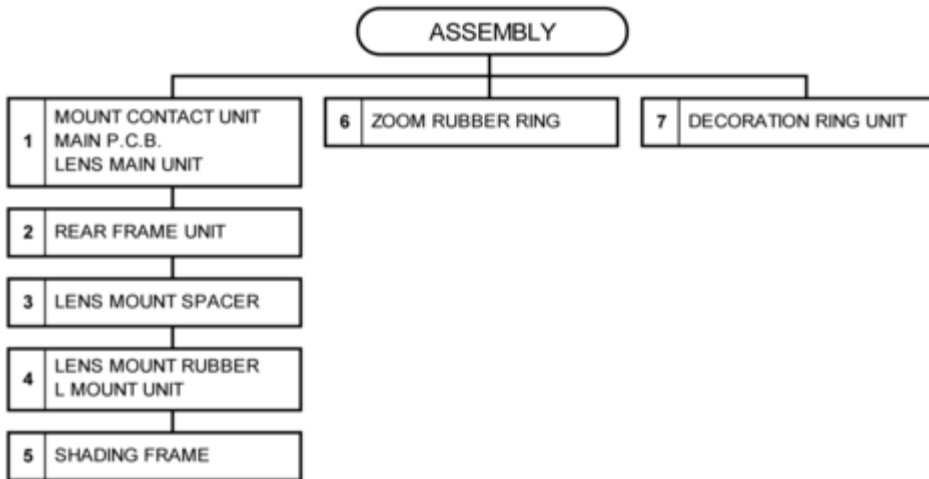 ASSEMBLY
1 MOUNT CONTACT UNIT
MAIN P.C.B.
LENS MAIN UNIT
2 REAR FRAME UNIT
3 LENS MOUNT SPACER
4 LENS MOUNT RUBBER
L MOUNT UNIT
5 SHADING FRAME
6 ZOOM RUBBER RING
7 DECORATION RING UNIT